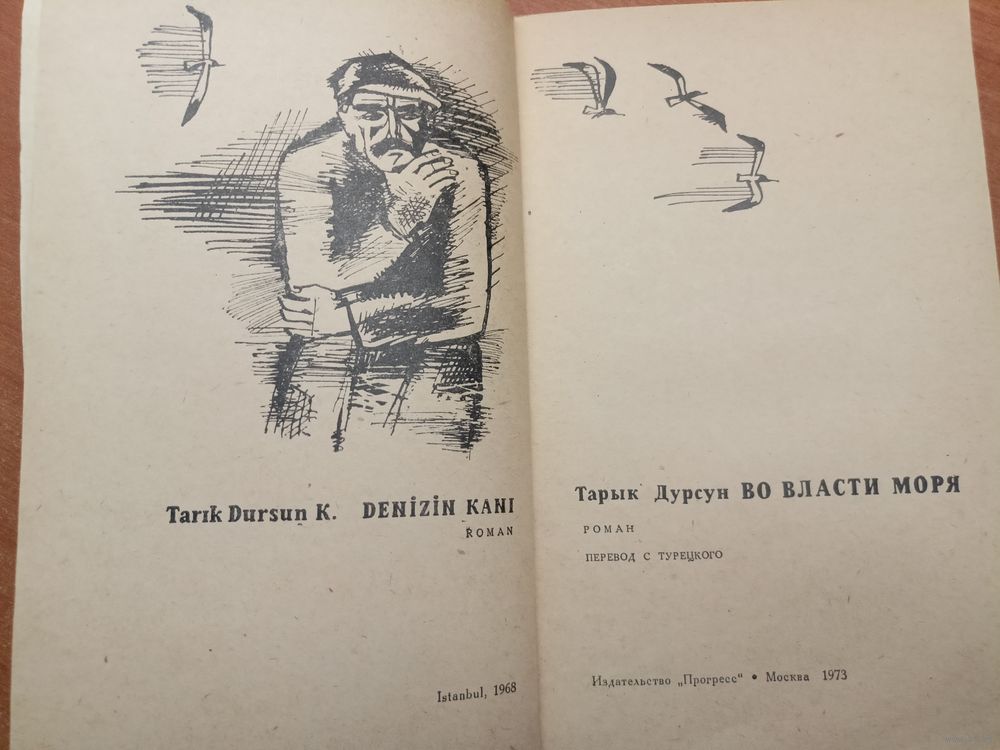 Tarık Dursun K. DENİZİN KANI
ROMAN
Istanbul, 1968
Тарык Дурсун ВО ВЛАСТИ МОРЯ
РОМАН
ПЕРЕВОД С ТУРЕЦКОГО
Издательство „Прогресс“ • Москва 1973